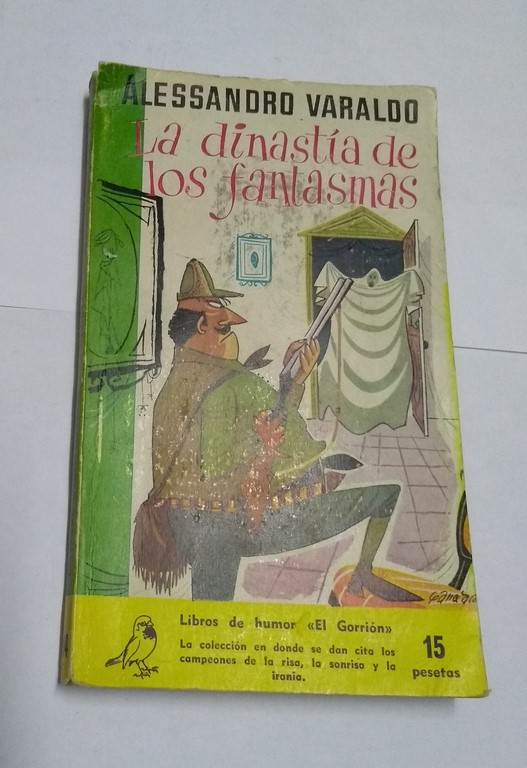 ALESSANDRO VARALDO
La dinastía de
los fantasmas
Libros de humor «El Gorrión»
La colección en donde se dan cita los
campeones de la risa, la sonrisa y la
ironía.
15
pesetas